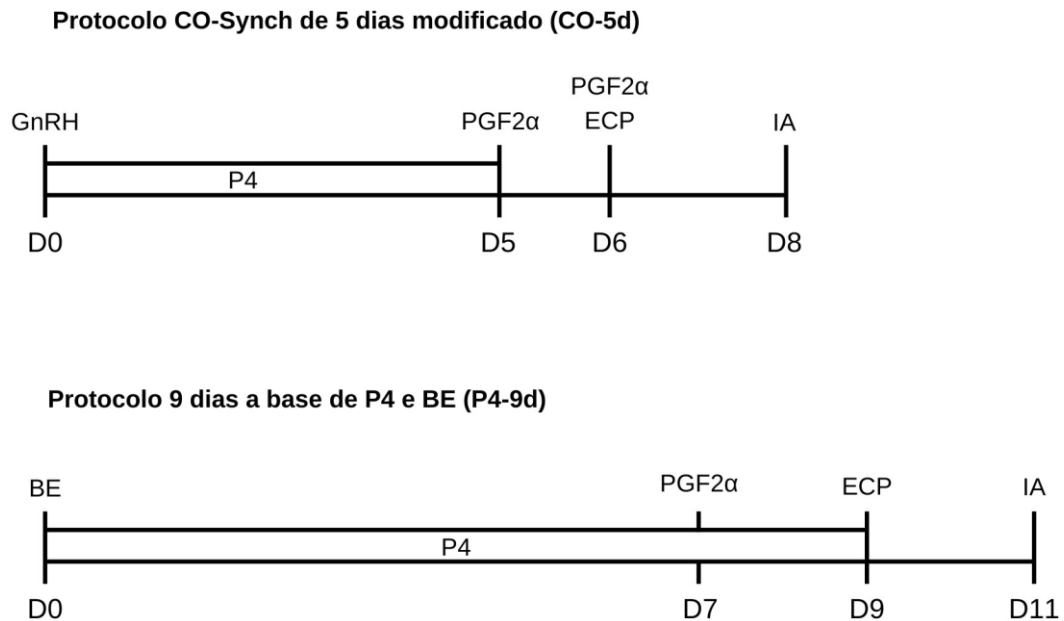 Protocolo CO-Synch de 5 dias modificado (CO-5d)
PGF2α
GnRH PGF2α ECP IA
P4
D0 D5 D6 D8
Protocolo 9 dias a base de P4 e BE (P4-9d)
BE PGF2α ECP IA
P4
D0 D7 D9 D11